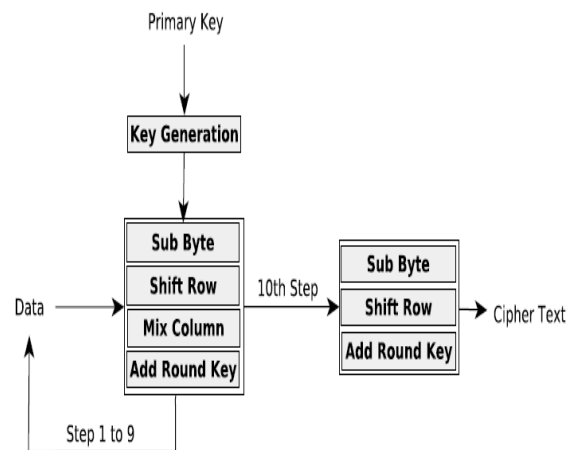 Primary Key
Key Generation
Sub Byte
Shift Row
Mix Column
Add Round Key
Data
Step 1 to 9
10th Step
Sub Byte
Shift Row
Add Round Key
Cipher Text